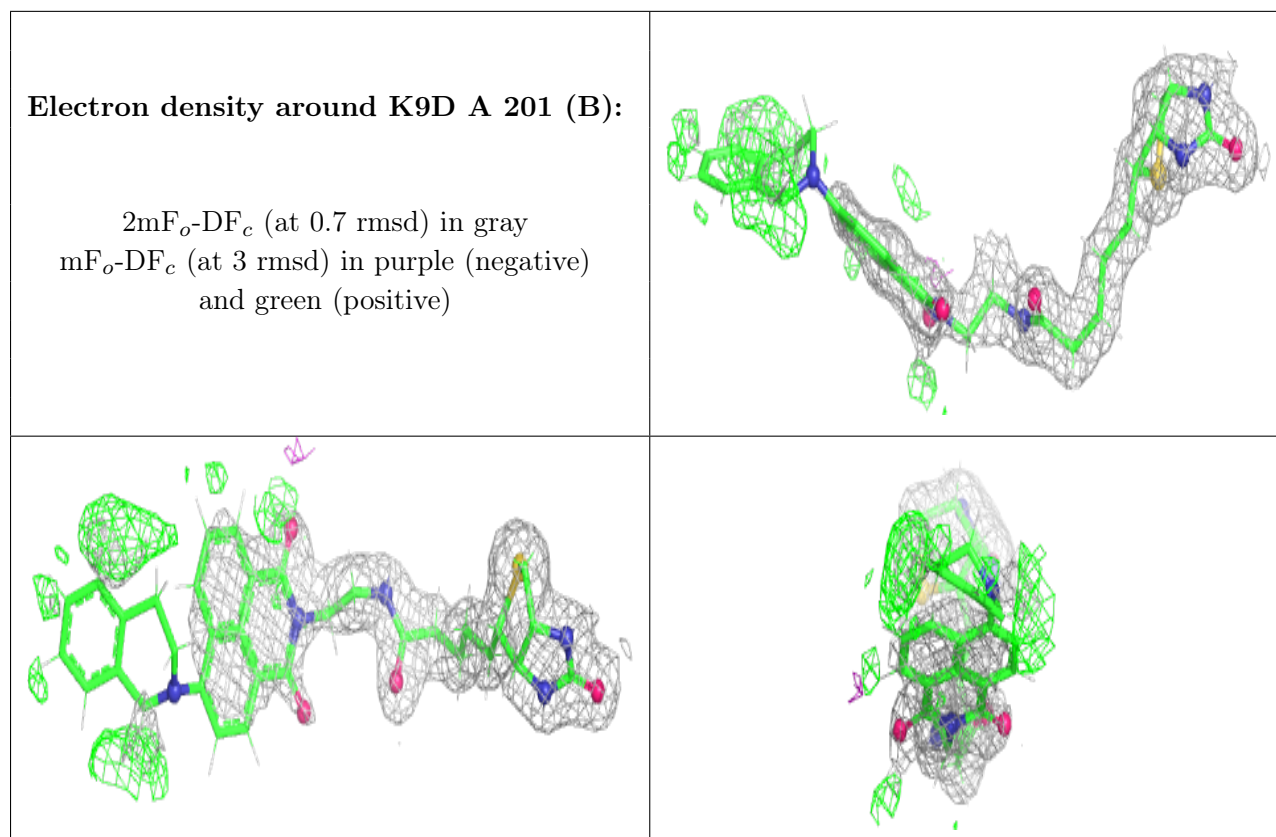 Electron density around K9D A 201 (B):
2mFₒ-DF𝒸 (at 0.7 rmsd) in gray
mFₒ-DF𝒸 (at 3 rmsd) in purple (negative)
and green (positive)